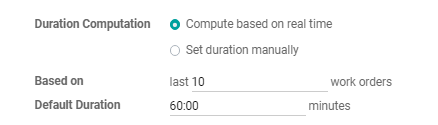 Duration Computation Compute based on real time
Set duration manually
Based on last 10 work orders
Default Duration 60:00 minutes